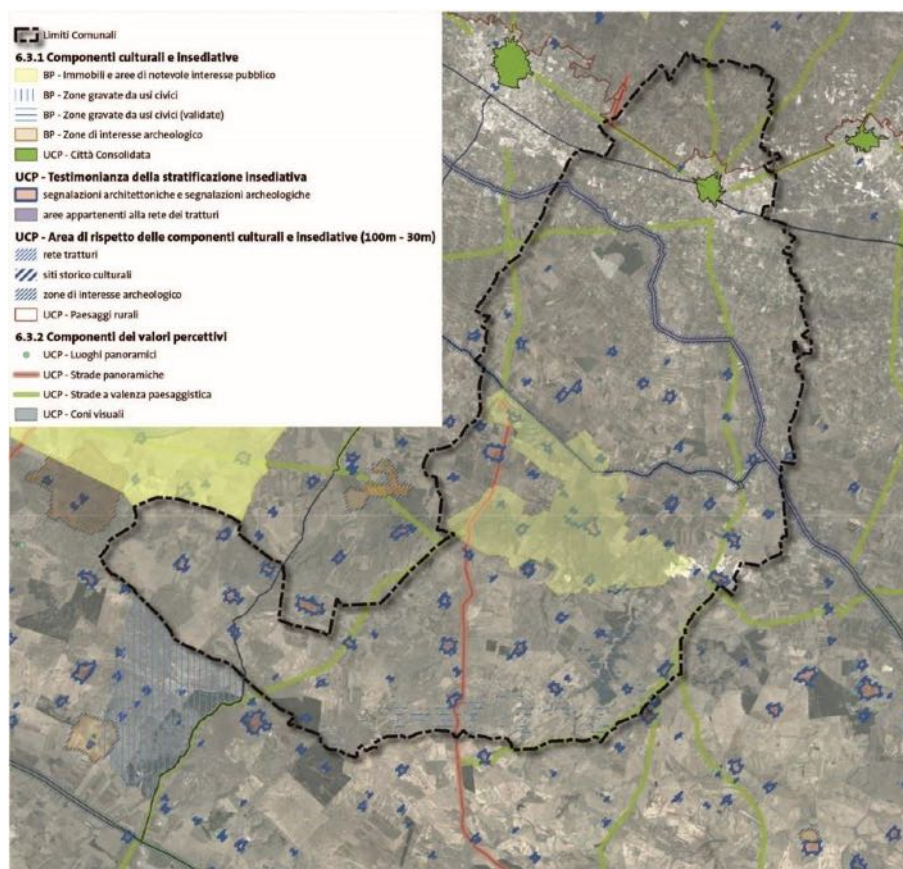 Limiti Comunali
6.3.1 Componenti culturali e insediative
BP - Immobili e aree di notevole interesse pubblico
BP - Zone gravate da usi civici
BP - Zone gravate da usi civici (validate)
BP - Zone di interesse archeologico
UCP - Città Consolidata
UCP - Testimonianza della stratificazione insediativa
segnalazioni architettoniche e segnalazioni archeologiche
aree appartenenti alla rete dei tratturi
UCP - Area di rispetto delle componenti culturali e insediative (100m - 30m)
rete tratturi
siti storico culturali
zone di interesse archeologico
UCP - Paesaggi rurali
6.3.2 Componenti dei valori percettivi
UCP - Luoghi panoramici
UCP - Strade panoramiche
UCP - Strade a valenza paesaggistica
UCP - Coni visuali